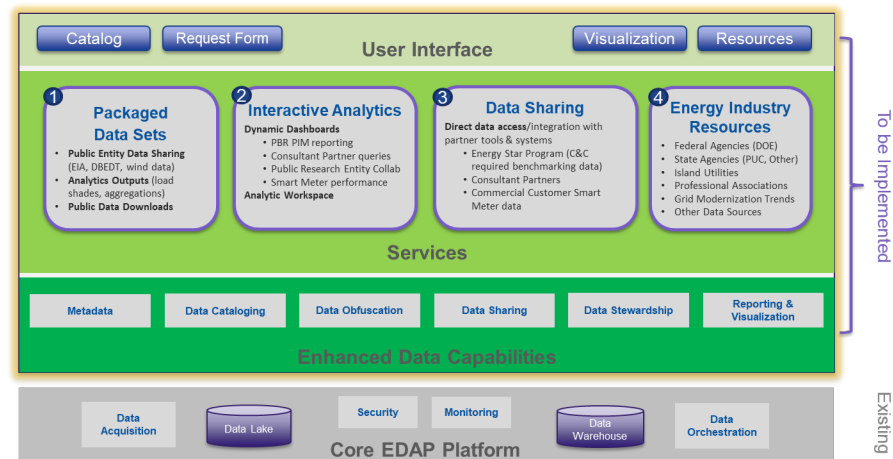 Catalog
Request Form
User Interface
Visualization
Resources
1
Packaged
Data Sets
• Public Entity Data Sharing
(EIA, DBEDT, wind data)
• Analytics Outputs (load
shades, aggregations)
• Public Data Downloads
2
Interactive Analytics
Dynamic Dashboards
• PBR PIM reporting
• Consultant Partner queries
• Public Research Entity Collab
• Smart Meter performance
Analytic Workspace
3
Data Sharing
Direct data access/integration with
partner tools & systems
• Energy Star Program (C&C
required benchmarking data)
• Consultant Partners
• Commercial Customer Smart
Meter data
4
Energy Industry
Resources
• Federal Agencies (DOE)
• State Agencies (PUC, Other)
• Island Utilities
• Professional Associations
• Grid Modernization Trends
• Other Data Sources
Services
To be Implemented
Metadata
Data Cataloging
Data Obfuscation
Data Sharing
Data Stewardship
Reporting &
Visualization
Enhanced Data Capabilities
Data
Acquisition
Data Lake
Security
Monitoring
Data
Warehouse
Data
Orchestration
Core EDAP Platform
Existing